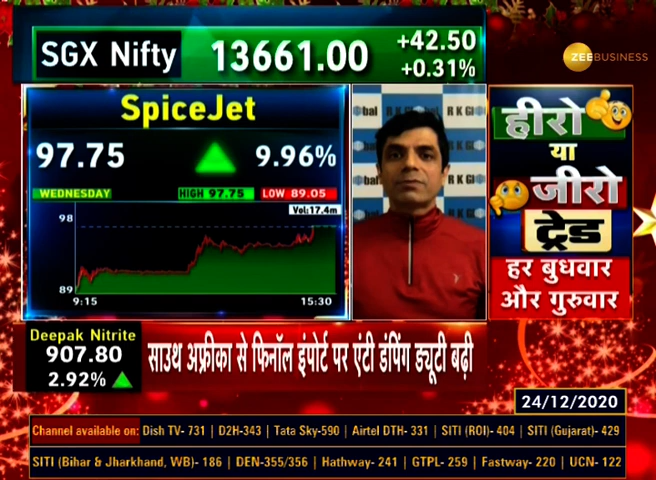 SGX Nifty
13661.00
+42.50
+0.31%
ZEE BUSINESS
SpiceJet
97.75
9.96%
WEDNESDAY
HIGH 97.75
LOW 89.05
Vol:17.4m
98
89
9:15
15:30
bal
R K Gl
हीरो
या
जीरो
ट्रेड
हर बुधवार
और गुरुवार
Deepak Nitrite
907.80
2.92%
साउथ अफ्रीका से फिनॉल इंपोर्ट पर एंटी डंपिंग ड्यूटी बढ़ी
24/12/2020
Channel available on: Dish TV- 731 | D2H-343 | Tata Sky-590 | Airtel DTH- 331 | SITI (ROI)- 404 | SITI (Gujarat)- 429
SITI (Bihar & Jharkhand, WB)- 186 | DEN-355/356 | Hathway- 241 | GTPL- 259 | Fastway- 220 | UCN- 122